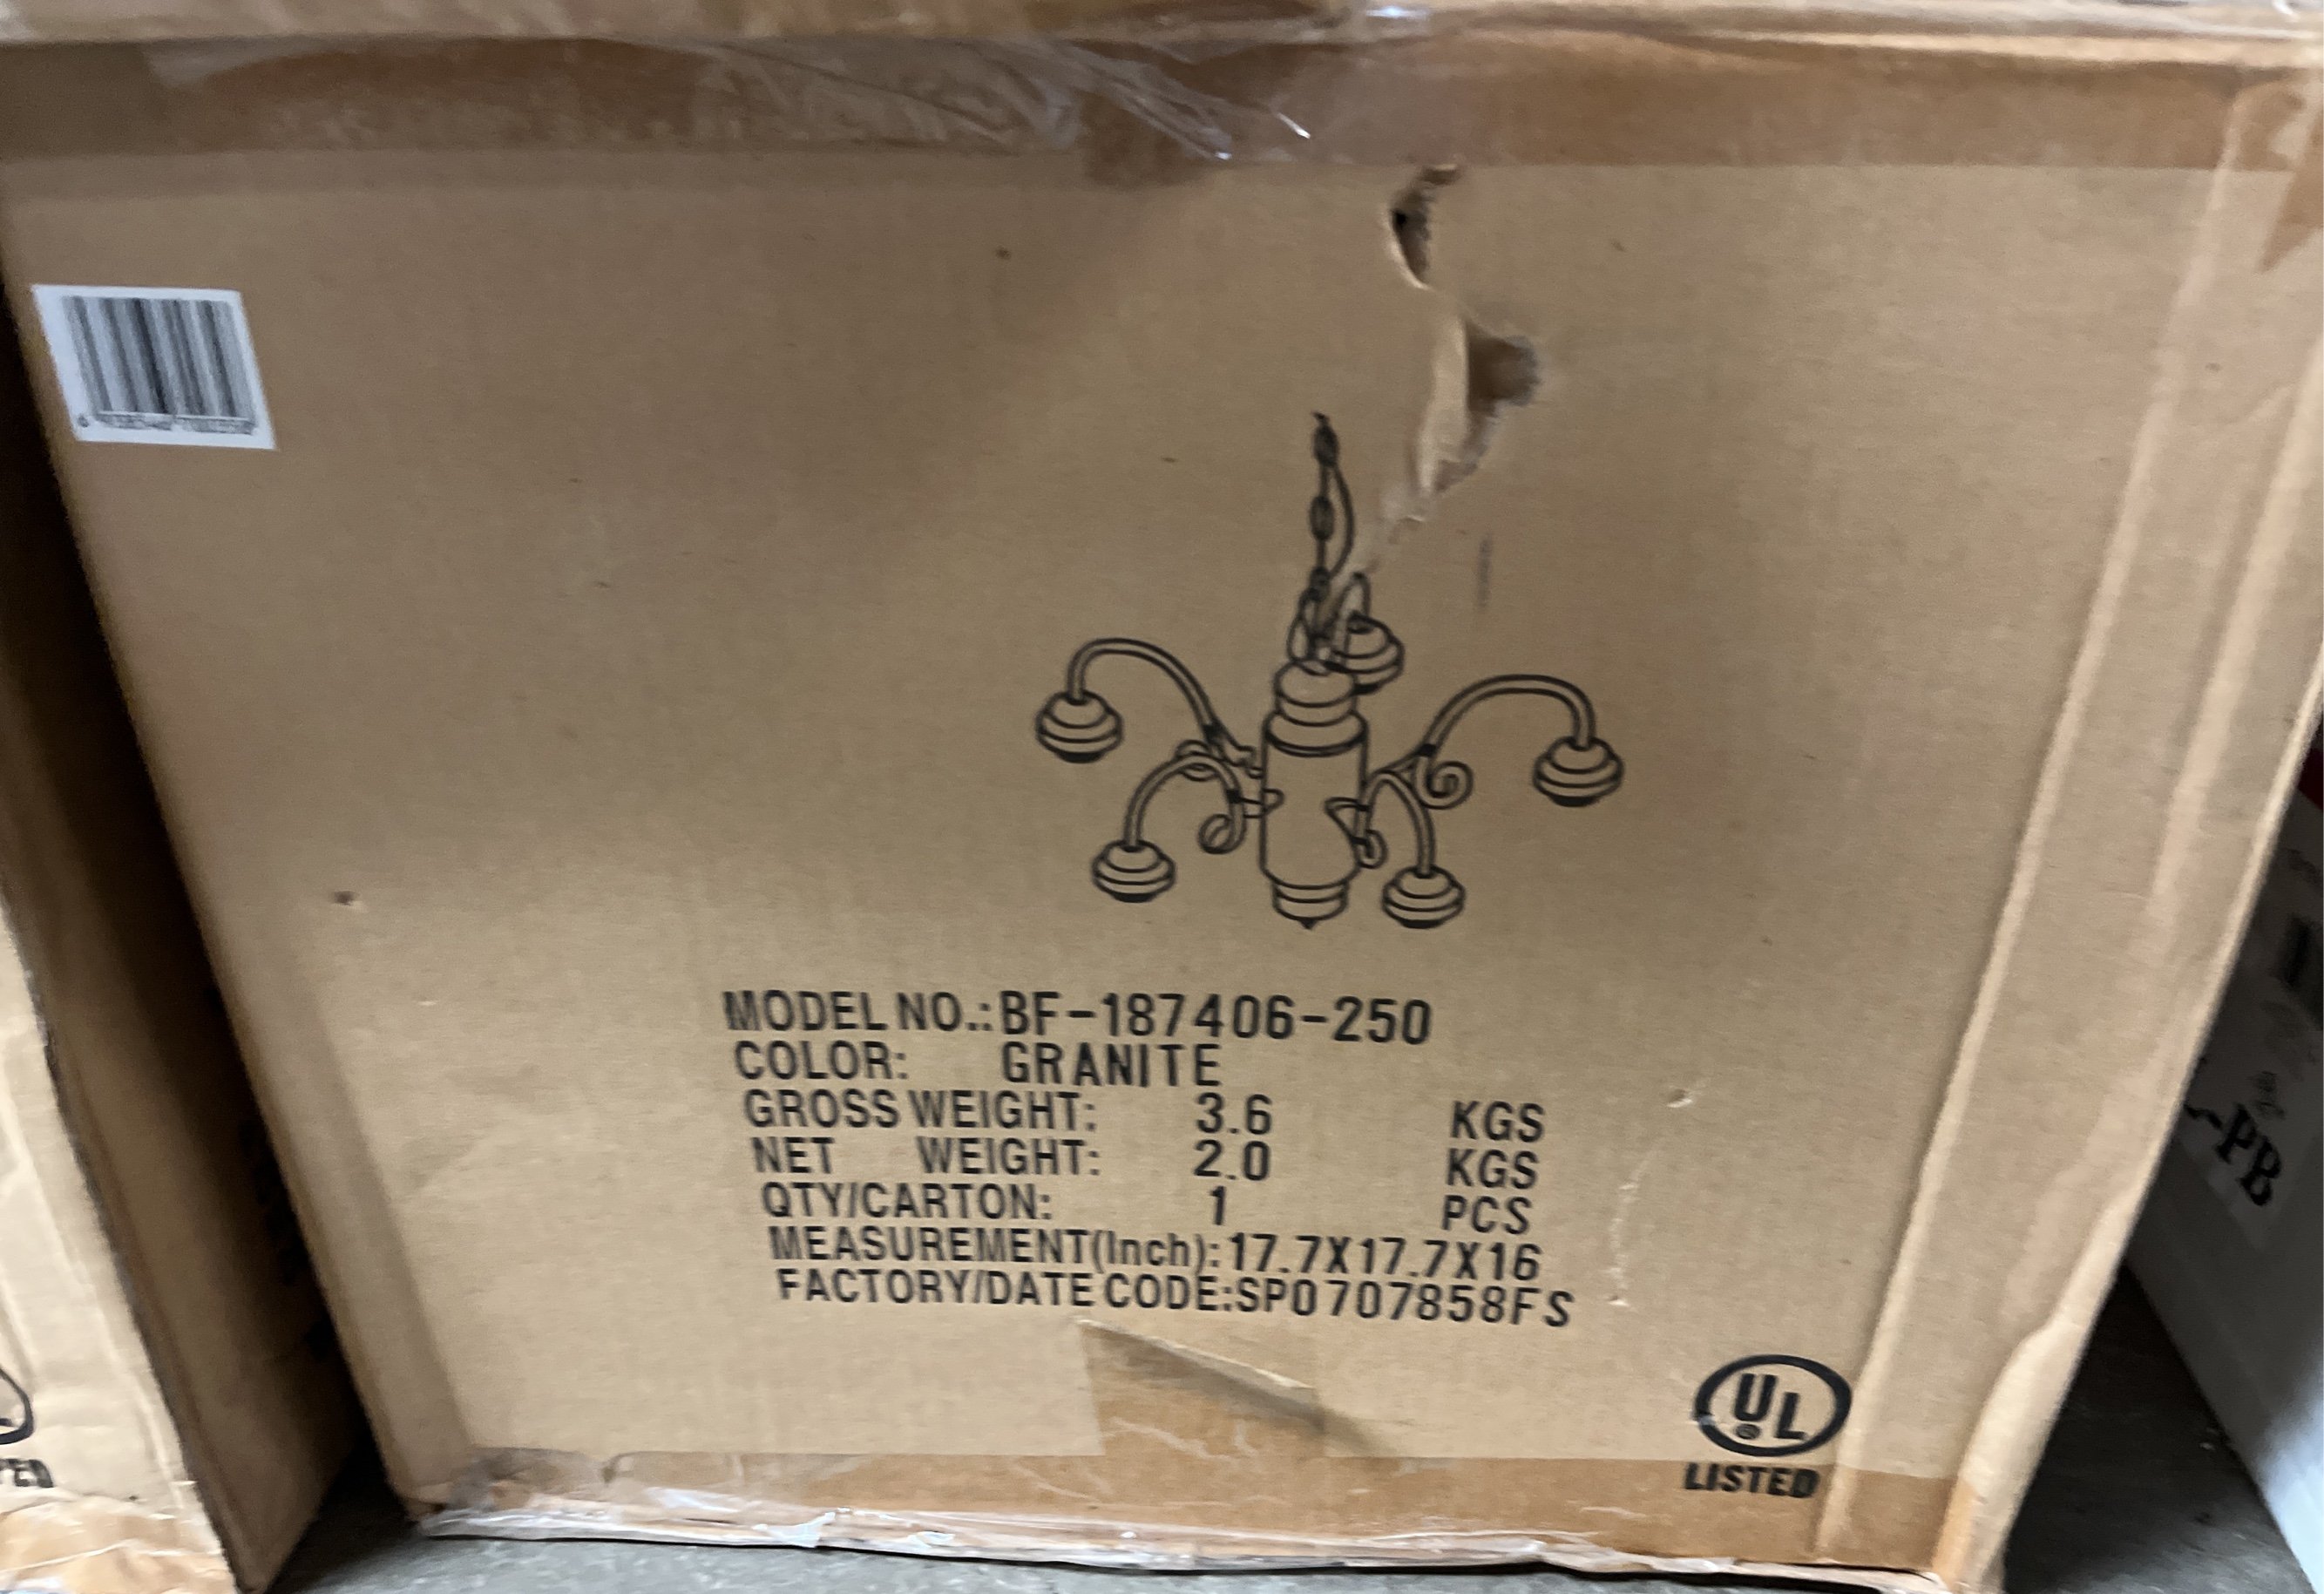 MODEL NO.: BF-187406-250
COLOR: GRANITE
GROSS WEIGHT: 3.6 KGS
NET WEIGHT: 2.0 KGS
QTY/CARTON: 1 PCS
MEASUREMENT(Inch): 17.7X17.7X16
FACTORY/DATE CODE:SP0707858FS
UL
LISTED
-PB